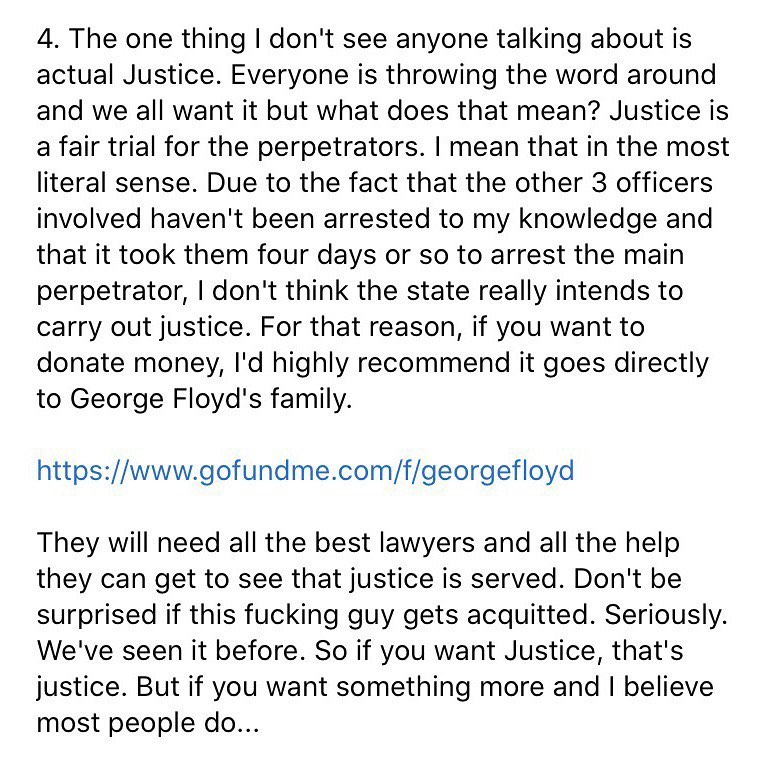 4. The one thing I don't see anyone talking about is
actual Justice. Everyone is throwing the word around
and we all want it but what does that mean? Justice is
a fair trial for the perpetrators. I mean that in the most
literal sense. Due to the fact that the other 3 officers
involved haven't been arrested to my knowledge and
that it took them four days or so to arrest the main
perpetrator, I don't think the state really intends to
carry out justice. For that reason, if you want to
donate money, I'd highly recommend it goes directly
to George Floyd's family.
https://www.gofundme.com/f/georgefloyd
They will need all the best lawyers and all the help
they can get to see that justice is served. Don't be
surprised if this fucking guy gets acquitted. Seriously.
We've seen it before. So if you want Justice, that's
justice. But if you want something more and I believe
most people do...